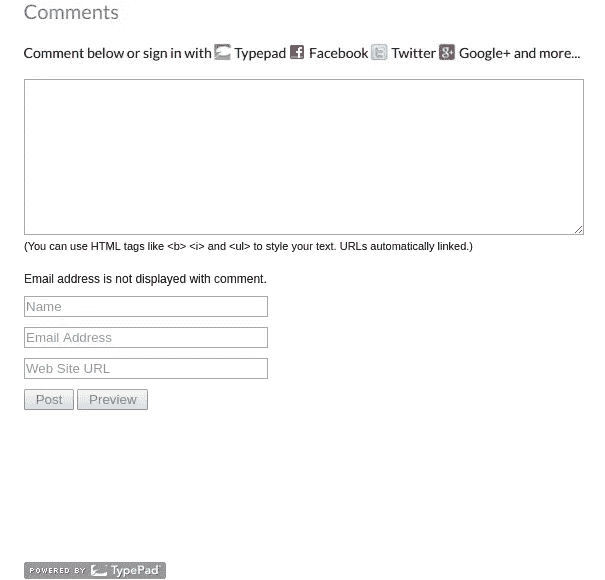 Comments
Comment below or sign in with Typepad Facebook Twitter Google+ and more...
(You can use HTML tags like <b> <i> and <ul> to style your text. URLs automatically linked.)
Email address is not displayed with comment.
Name
Email Address
Web Site URL
Post Preview
POWERED BY TypePad